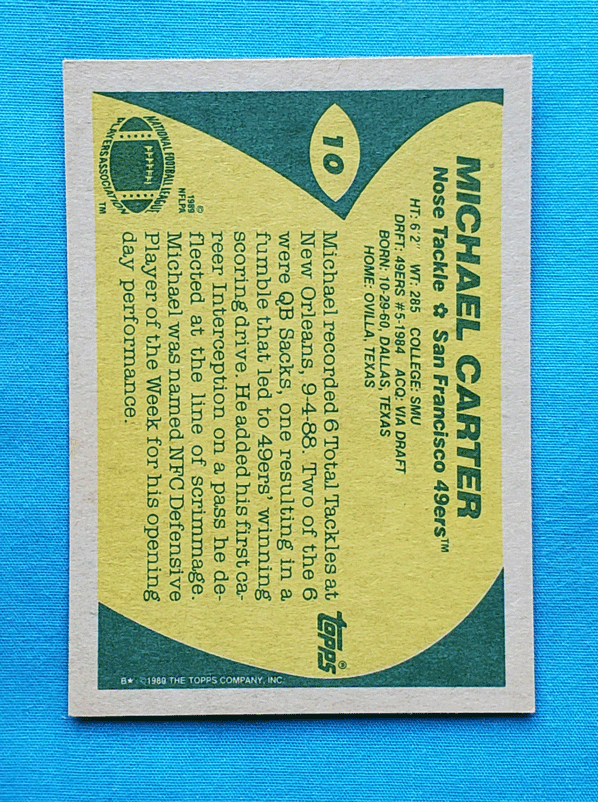 10
MICHAEL CARTER
Nose Tackle ✩ San Francisco 49ers™
HT: 6'2" WT: 285 COLLEGE: SMU
DRFT: 49ERS #5-1984 ACQ: VIA DRAFT
BORN: 10-29-60, DALLAS, TEXAS
HOME: OVILLA, TEXAS
NATIONAL FOOTBALL LEAGUE
PLAYERS ASSOCIATION
™
©
1989
NFLPA
Michael recorded 6 Total Tackles at
New Orleans, 9-4-88. Two of the 6
were QB Sacks, one resulting in a
fumble that led to 49ers' winning
scoring drive. He added his first ca-
reer Interception on a pass he de-
flected at the line of scrimmage.
Michael was named NFC Defensive
Player of the Week for his opening
day performance.
topps®
B★ ©1989 THE TOPPS COMPANY, INC.